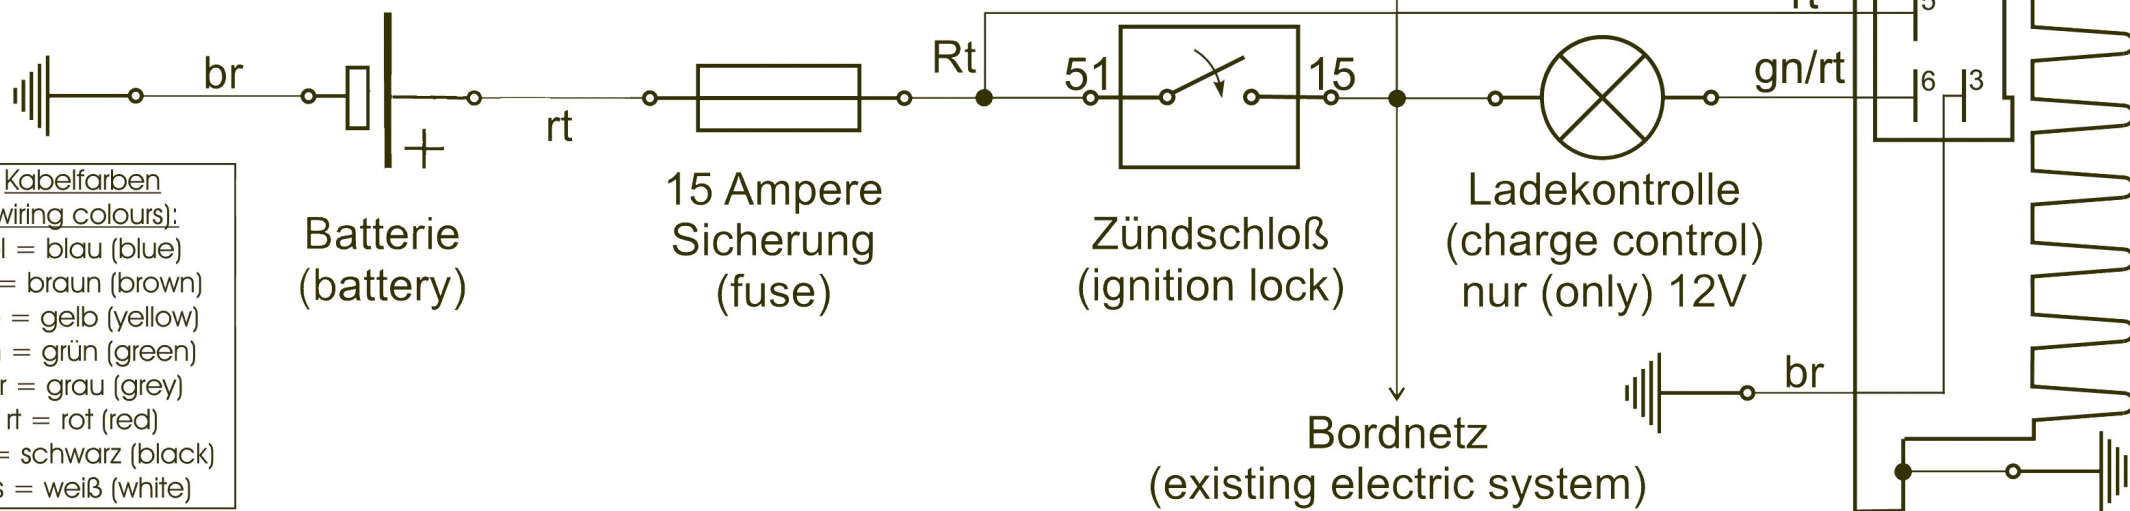 br
rt
Rt
51
15
gn/rt
5
6
3
15 Ampere
Sicherung
(fuse)
Batterie
(battery)
+
Zündschloß
(ignition lock)
Ladekontrolle
(charge control)
nur (only) 12V
br
Bordnetz
(existing electric system)
Kabelfarben
wiring colours):
l = blau (blue)
= braun (brown)
= gelb (yellow)
= grün (green)
r = grau (grey)
rt = rot (red)
= schwarz (black)
s = weiß (white)